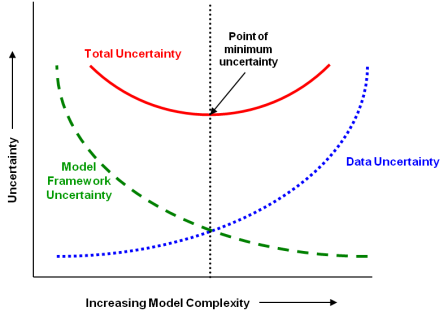 Total Uncertainty
Point of
minimum
uncertainty
Model
Framework
Uncertainty
Data Uncertainty
Uncertainty
Increasing Model Complexity